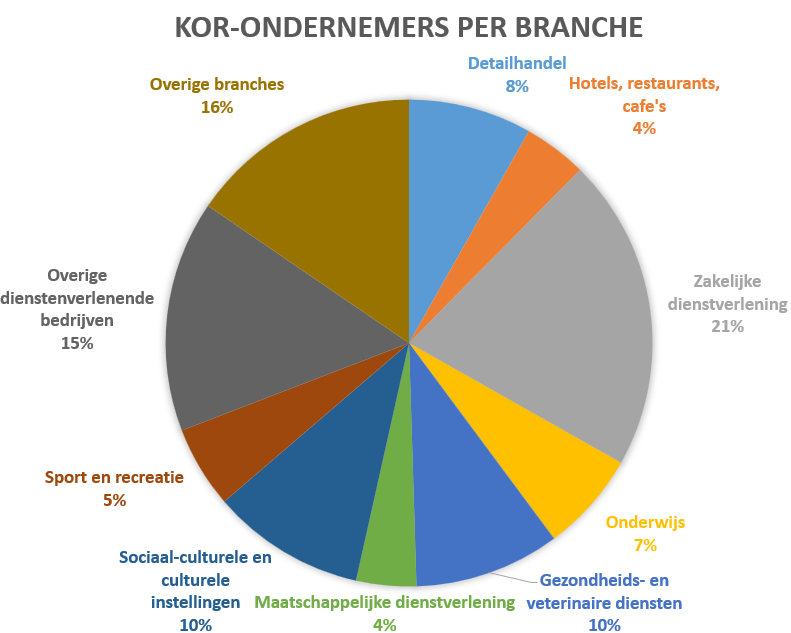 KOR-ONDERNEMERS PER BRANCHE
Detailhandel
8%
Hotels, restaurants,
cafe's
4%
Zakelijke
dienstverlening
21%
Onderwijs
7%
Gezondheids- en
veterinaire diensten
10%
Maatschappelijke dienstverlening
4%
Sociaal-culturele en
culturele
instellingen
10%
Sport en recreatie
5%
Overige
dienstenverlenende
bedrijven
15%
Overige branches
16%